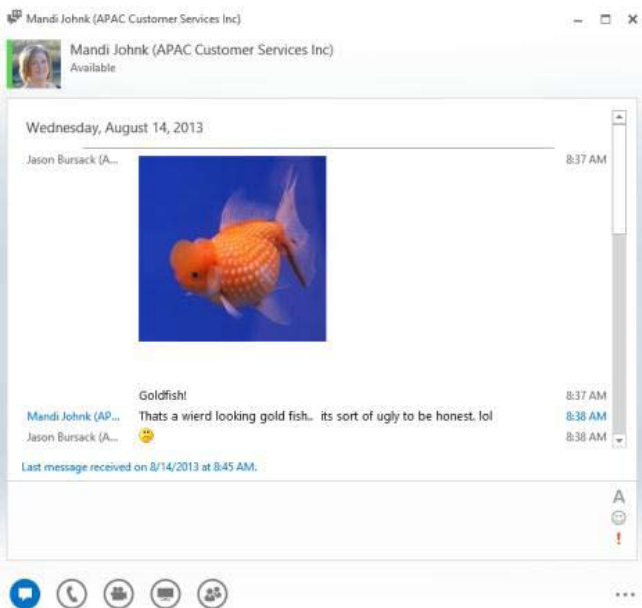 Mandi Johnk (APAC Customer Services Inc)
Mandi Johnk (APAC Customer Services Inc)
Available
Wednesday, August 14, 2013
Jason Bursack (A... 8:37 AM
Goldfish! 8:37 AM
Mandi Johnk (AP... Thats a wierd looking gold fish.. its sort of ugly to be honest. lol 8:38 AM
Jason Bursack (A... 8:38 AM
Last message received on 8/14/2013 at 8:45 AM.
A
!